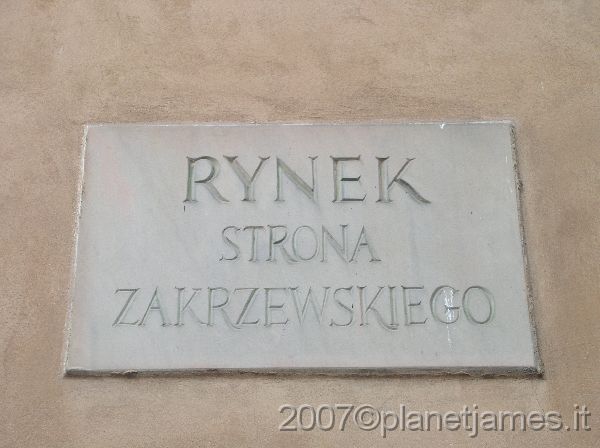 RYNEK
STRONA
ZAKRZEWSKIEGO
2007©planetjames.it